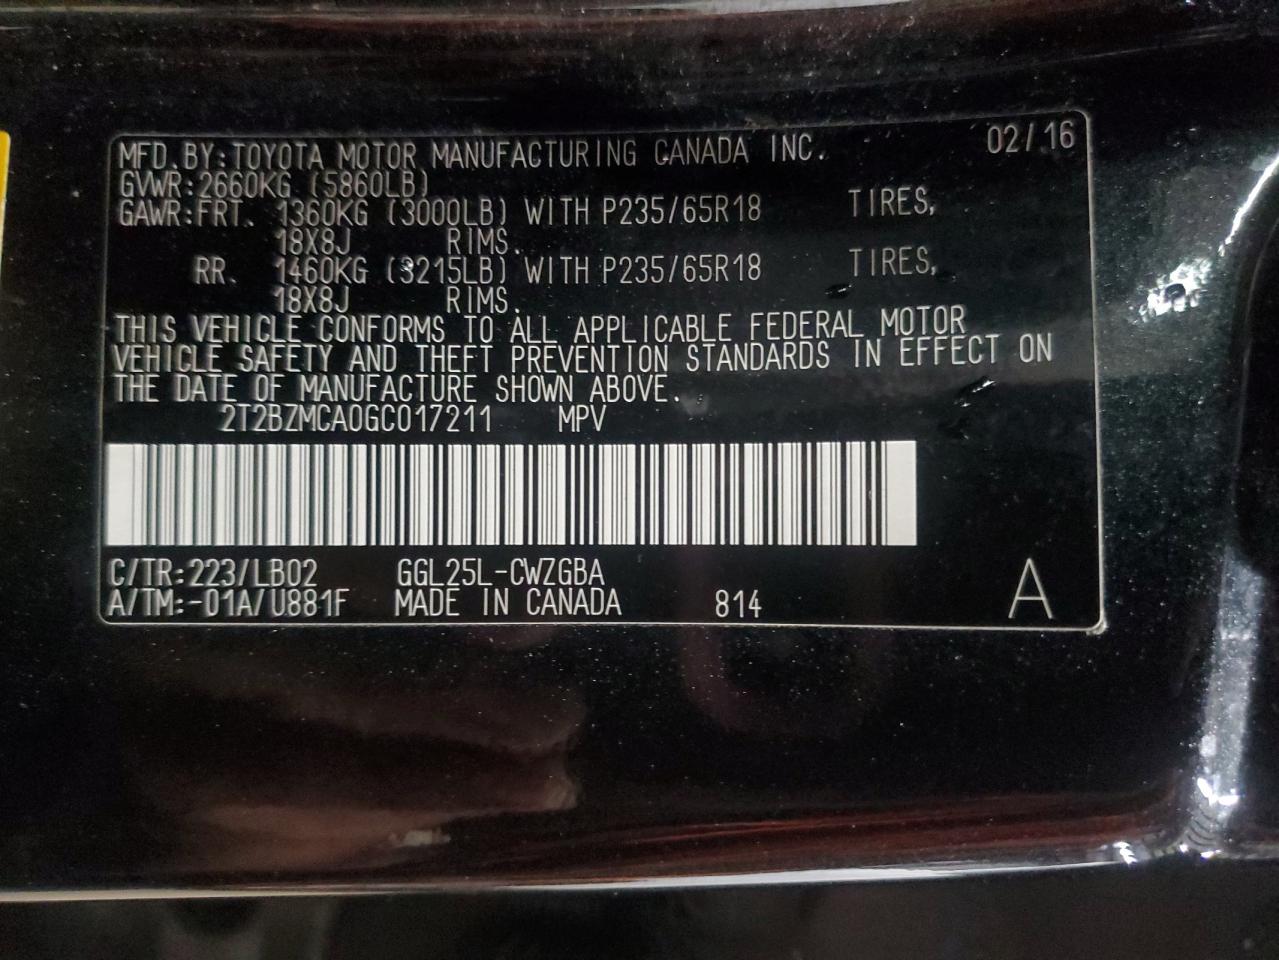 MFD.BY:TOYOTA MOTOR MANUFACTURING CANADA INC. 02/16
GVWR:2660KG (5860LB)
GAWR:FRT. 1360KG (3000LB) WITH P235/65R18 TIRES,
18X8J RIMS.
RR. 1460KG (3215LB) WITH P235/65R18 TIRES,
18X8J RIMS.
THIS VEHICLE CONFORMS TO ALL APPLICABLE FEDERAL MOTOR
VEHICLE SAFETY AND THEFT PREVENTION STANDARDS IN EFFECT ON
THE DATE OF MANUFACTURE SHOWN ABOVE.
2T2BZMCA0GC017211 MPV
C/TR:223/LB02 GGL25L-CWZGBA
A/TM:-01A/U881F MADE IN CANADA 814 A